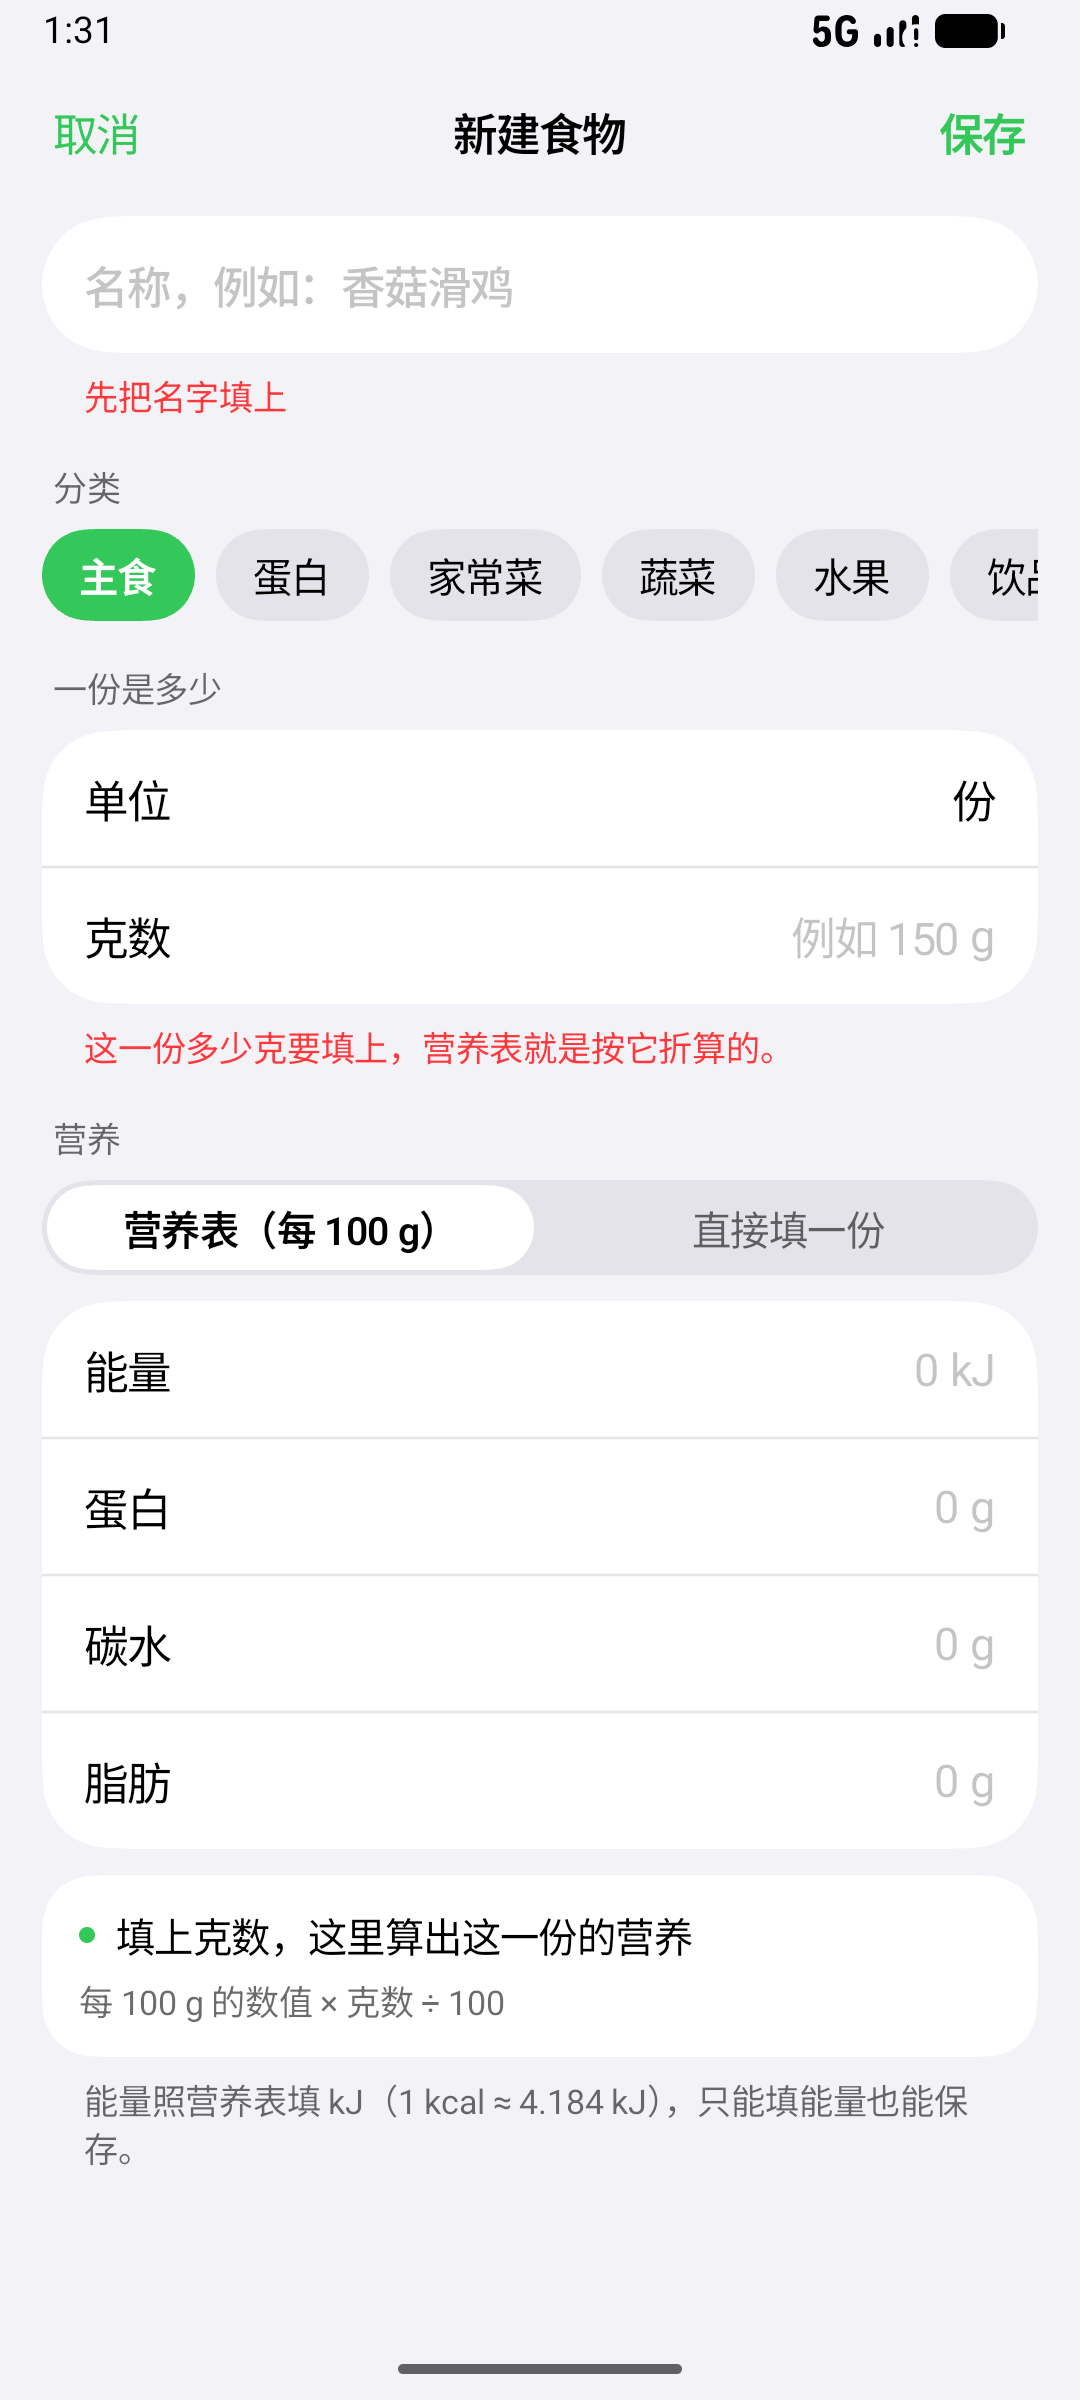 1:31
5G
取消
新建食物
保存
名称，例如：香菇滑鸡
先把名字填上
分类
主食
蛋白
家常菜
蔬菜
水果
饮品
一份是多少
单位
份
克数
例如 150 g
这一份多少克要填上，营养表就是按它折算的。
营养
营养表（每 100 g）
直接填一份
能量
0 kJ
蛋白
0 g
碳水
0 g
脂肪
0 g
填上克数，这里算出这一份的营养
每 100 g 的数值 × 克数 ÷ 100
能量照营养表填 kJ（1 kcal ≈ 4.184 kJ），只能填能量也能保
存。